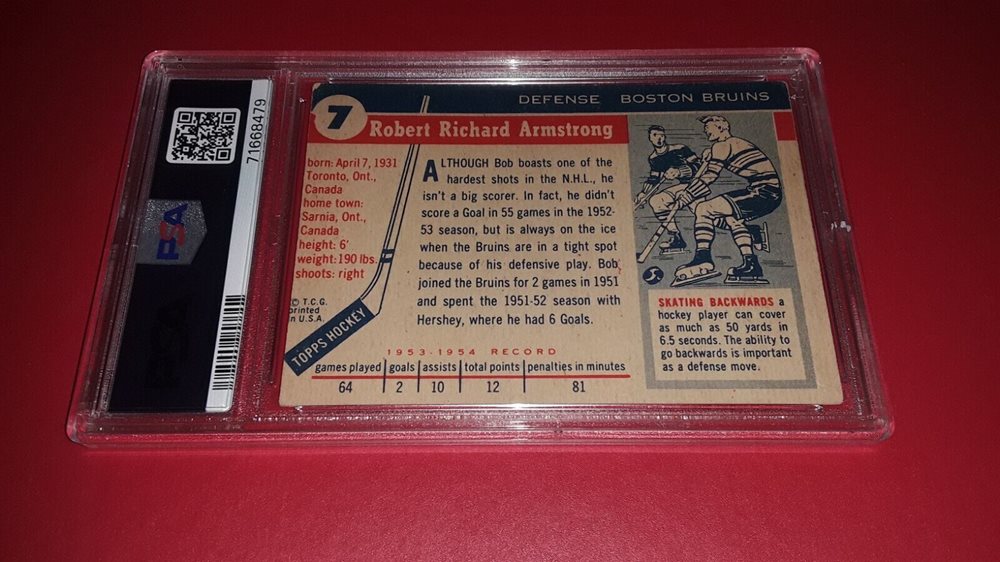 71668479
PSA
7
DEFENSE BOSTON BRUINS
Robert Richard Armstrong
born: April 7, 1931
Toronto, Ont.,
Canada
home town:
Sarnia, Ont.,
Canada
height: 6'
weight: 190 lbs.
shoots: right
© T.C.G.
printed
in U.S.A.
TOPPS HOCKEY
ALTHOUGH Bob boasts one of the
hardest shots in the N.H.L., he
isn't a big scorer. In fact, he didn't
score a Goal in 55 games in the 1952-
53 season, but is always on the ice
when the Bruins are in a tight spot
because of his defensive play. Bob
joined the Bruins for 2 games in 1951
and spent the 1951-52 season with
Hershey, where he had 6 Goals.
1953-1954 RECORD
games played goals assists total points penalties in minutes
64 2 10 12 81
SKATING BACKWARDS a
hockey player can cover
as much as 50 yards in
6.5 seconds. The ability to
go backwards is important
as a defense move.